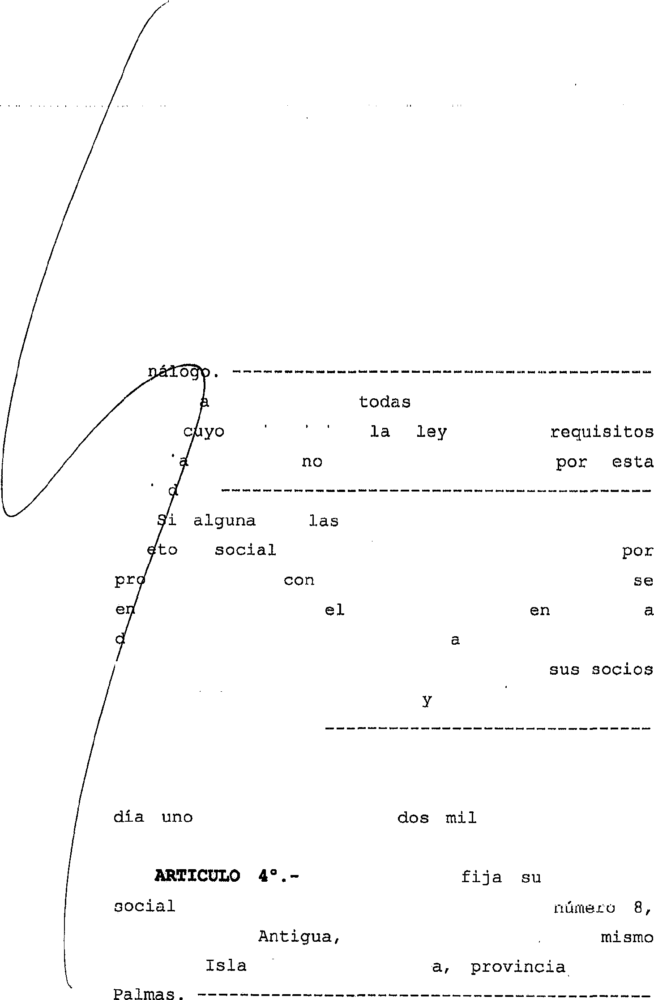 nálogo. ----------------------------------------
a todas
cuyo la ley requisitos
a no por esta
d -----------------------------------------
Si alguna las
eto social por
pro con se
en el en a
d a
sus socios
y
-------------------------------
día uno dos mil
ARTICULO 4º.- fija su
social número 8,
Antigua, mismo
Isla a, provincia
Palmas. -------------------------------------------